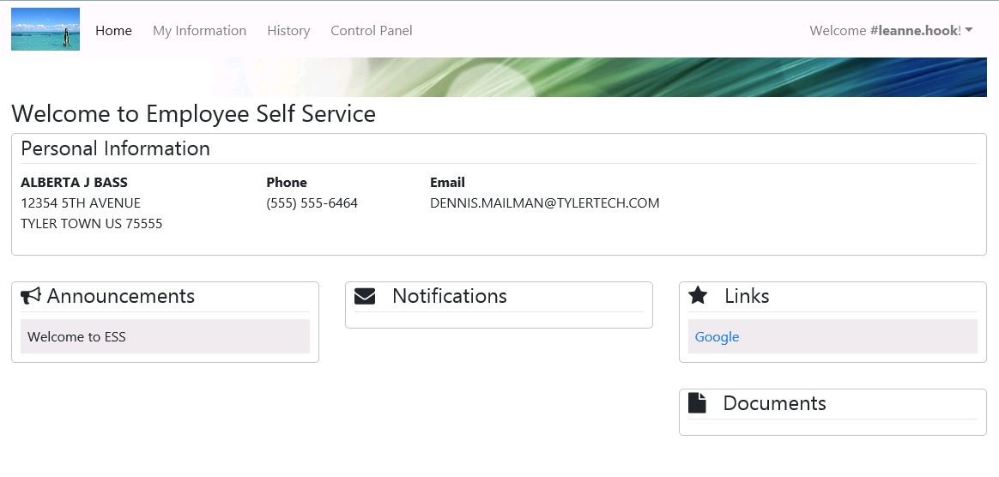 Home My Information History Control Panel Welcome #leanne.hook!
Welcome to Employee Self Service
Personal Information
ALBERTA J BASS Phone Email
12354 5TH AVENUE (555) 555-6464 DENNIS.MAILMAN@TYLERTECH.COM
TYLER TOWN US 75555
Announcements Notifications Links
Welcome to ESS Google
Documents